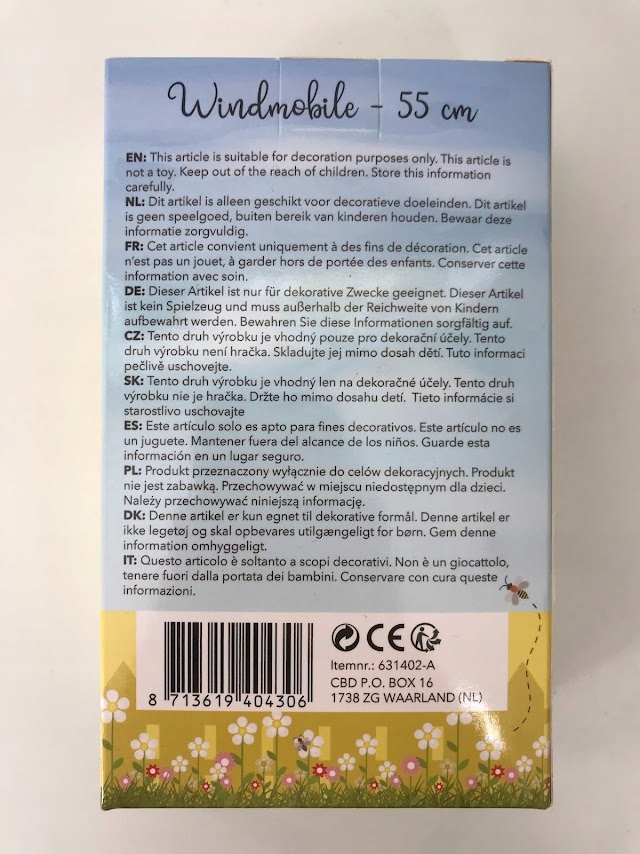 Windmobile - 55 cm
EN: This article is suitable for decoration purposes only. This article is
not a toy. Keep out of the reach of children. Store this information
carefully.
NL: Dit artikel is alleen geschikt voor decoratieve doeleinden. Dit artikel
is geen speelgoed, buiten bereik van kinderen houden. Bewaar deze
informatie zorgvuldig.
FR: Cet article convient uniquement à des fins de décoration. Cet article
n'est pas un jouet, à garder hors de portée des enfants. Conserver cette
information avec soin.
DE: Dieser Artikel ist nur für dekorative Zwecke geeignet. Dieser Artikel
ist kein Spielzeug und muss außerhalb der Reichweite von Kindern
aufbewahrt werden. Bewahren Sie diese Informationen sorgfältig auf.
CZ: Tento druh výrobku je vhodný pouze pro dekorační účely. Tento
druh výrobku není hračka. Skladujte jej mimo dosah dětí. Tuto informaci
pečlivě uschovejte.
SK: Tento druh výrobku je vhodný len na dekoračné účely. Tento druh
výrobku nie je hračka. Držte ho mimo dosahu detí. Tieto informácie si
starostlivo uschovajte
ES: Este artículo solo es apto para fines decorativos. Este artículo no es
un juguete. Mantener fuera del alcance de los niños. Guarde esta
información en un lugar seguro.
PL: Produkt przeznaczony wyłącznie do celów dekoracyjnych. Produkt
nie jest zabawką. Przechowywać w miejscu niedostępnym dla dzieci.
Należy przechowywać niniejszą informację.
DK: Denne artikel er kun egnet til dekorative formål. Denne artikel er
ikke legetøj og skal opbevares utilgængeligt for børn. Gem denne
information omhyggeligt.
IT: Questo articolo è soltanto a scopi decorativi. Non è un giocattolo,
tenere fuori dalla portata dei bambini. Conservare con cura queste
informazioni.
CE
Itemnr.: 631402-A
CBD P.O. BOX 16
1738 ZG WAARLAND (NL)
8 713619 404306